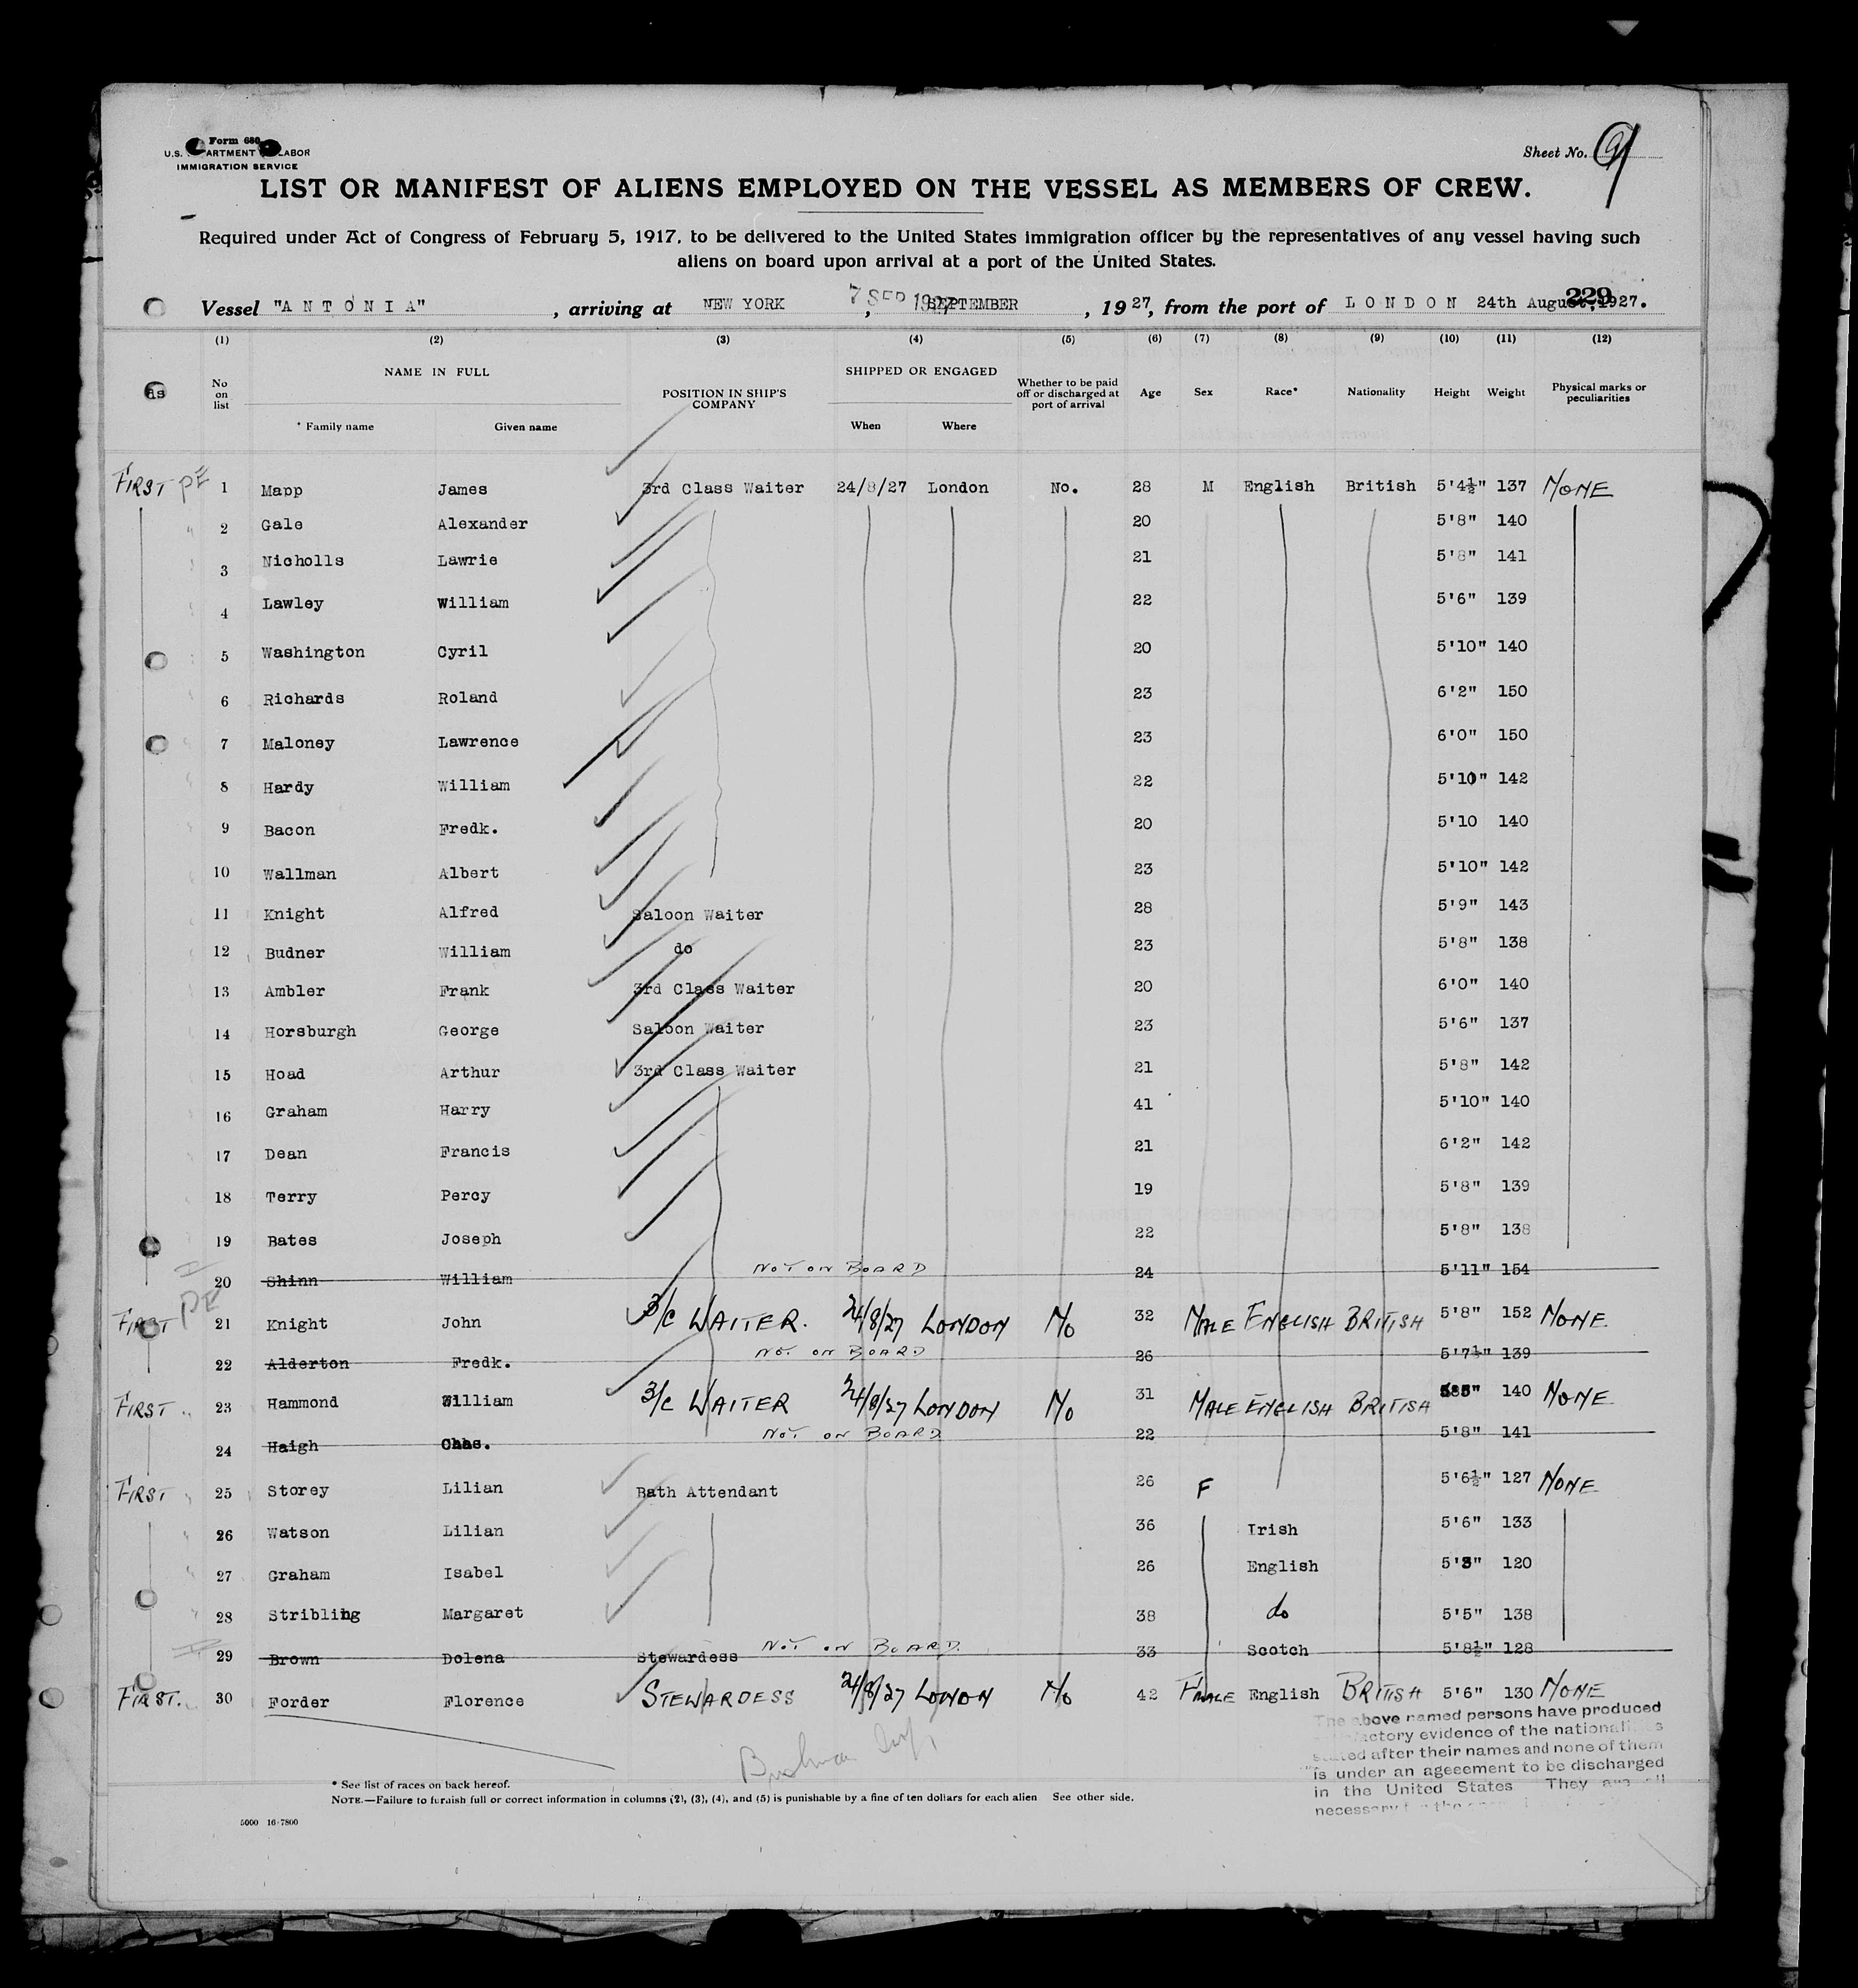 Form 680
U.S. DEPARTMENT OF LABOR
IMMIGRATION SERVICE
Sheet No. 9
LIST OR MANIFEST OF ALIENS EMPLOYED ON THE VESSEL AS MEMBERS OF CREW.
Required under Act of Congress of February 5, 1917, to be delivered to the United States immigration officer by the representatives of any vessel having such
aliens on board upon arrival at a port of the United States.
229
Vessel "ANTONIA", arriving at NEW YORK 7 SEP 1927, SEPTEMBER, 1927, from the port of LONDON 24th August, 1927.
(1) (2) (3) (4) (5) (6) (7) (8) (9) (10) (11) (12)
No on list NAME IN FULL POSITION IN SHIP'S COMPANY SHIPPED OR ENGAGED Whether to be paid off or discharged at port of arrival Age Sex Race* Nationality Height Weight Physical marks or peculiarities
* Family name Given name When Where
FIRST PE 1 Mapp James 3rd Class Waiter 24/8/27 London No. 28 M English British 5'4½" 137 NONE
" 2 Gale Alexander 20 5'8" 140
3 Nicholls Lawrie 21 5'8" 141
4 Lawley William 22 5'6" 139
5 Washington Cyril 20 5'10" 140
6 Richards Roland 23 6'2" 150
7 Maloney Lawrence 23 6'0" 150
8 Hardy William 22 5'10" 142
9 Bacon Fredk. 20 5'10 140
10 Wallman Albert 23 5'10" 142
11 Knight Alfred Saloon Waiter 28 5'9" 143
12 Budner William do 23 5'8" 138
13 Ambler Frank 3rd Class Waiter 20 6'0" 140
14 Horsburgh George Saloon Waiter 23 5'6" 137
15 Hoad Arthur 3rd Class Waiter 21 5'8" 142
16 Graham Harry 41 5'10" 140
17 Dean Francis 21 6'2" 142
18 Terry Percy 19 5'8" 139
19 Bates Joseph 22 5'8" 138
20 Shinn William NOT ON BOARD 24 5'11" 154
FIRST PE 21 Knight John 3/C WAITER. 24/8/27 LONDON No 32 MALE ENGLISH BRITISH 5'8" 152 NONE
22 Alderton Fredk. NOT ON BOARD 26 5'7½" 139
FIRST " 23 Hammond William 3/C WAITER 24/8/27 LONDON No 31 MALE ENGLISH BRITISH 140 NONE
24 Haigh Chas. NOT ON BOARD 22 5'8" 141
FIRST " 25 Storey Lilian Bath Attendant 26 F 5'6½" 127 NONE
26 Watson Lilian 36 Irish 5'6" 133
27 Graham Isabel 26 English 5'3" 120
28 Stribling Margaret 38 do 5'5" 138
29 Brown Dolena Stewardess NOT ON BOARD. 33 Scotch 5'8½" 128
FIRST. 30 Forder Florence STEWARDESS 24/8/27 LONDON No 42 FMALE English BRITISH 5'6" 130 NONE
The above named persons have produced
satisfactory evidence of the nationalities
stated after their names and none of them
is under an ageeement to be discharged
in the United States They are all
necessary
* See list of races on back hereof.
NOTE.—Failure to furnish full or correct information in columns (2), (3), (4), and (5) is punishable by a fine of ten dollars for each alien See other side.
5000 16-7800